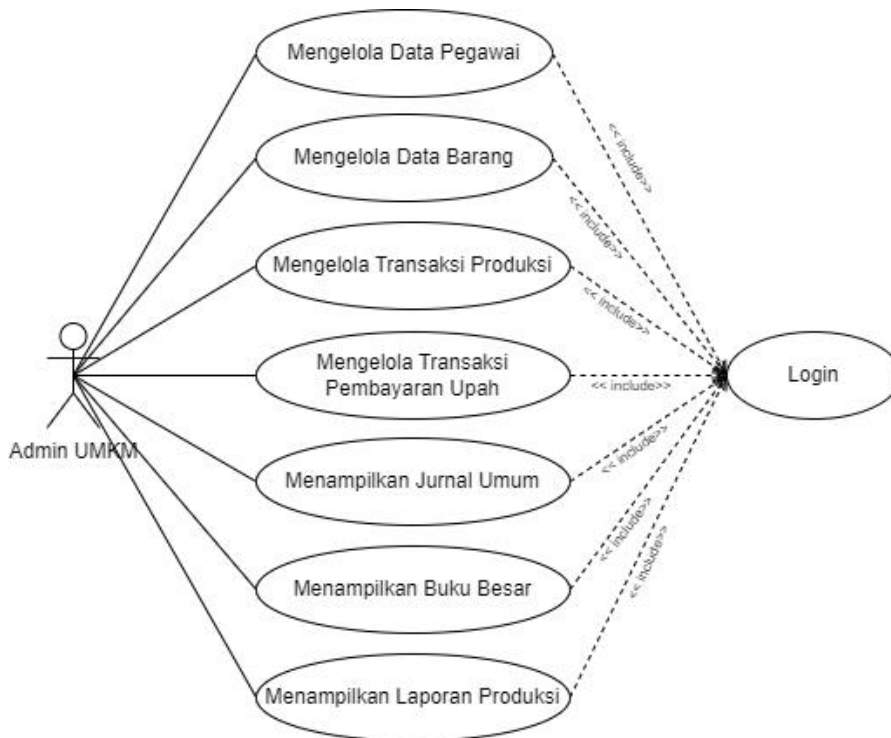 Mengelola Data Pegawai
<< include>>
Mengelola Data Barang
<< include>>
Mengelola Transaksi Produksi
<< include>>
Mengelola Transaksi
Pembayaran Upah
<< include>>
Login
Admin UMKM
Menampilkan Jurnal Umum
<< include>>
Menampilkan Buku Besar
<< include>>
Menampilkan Laporan Produksi
<< include>>